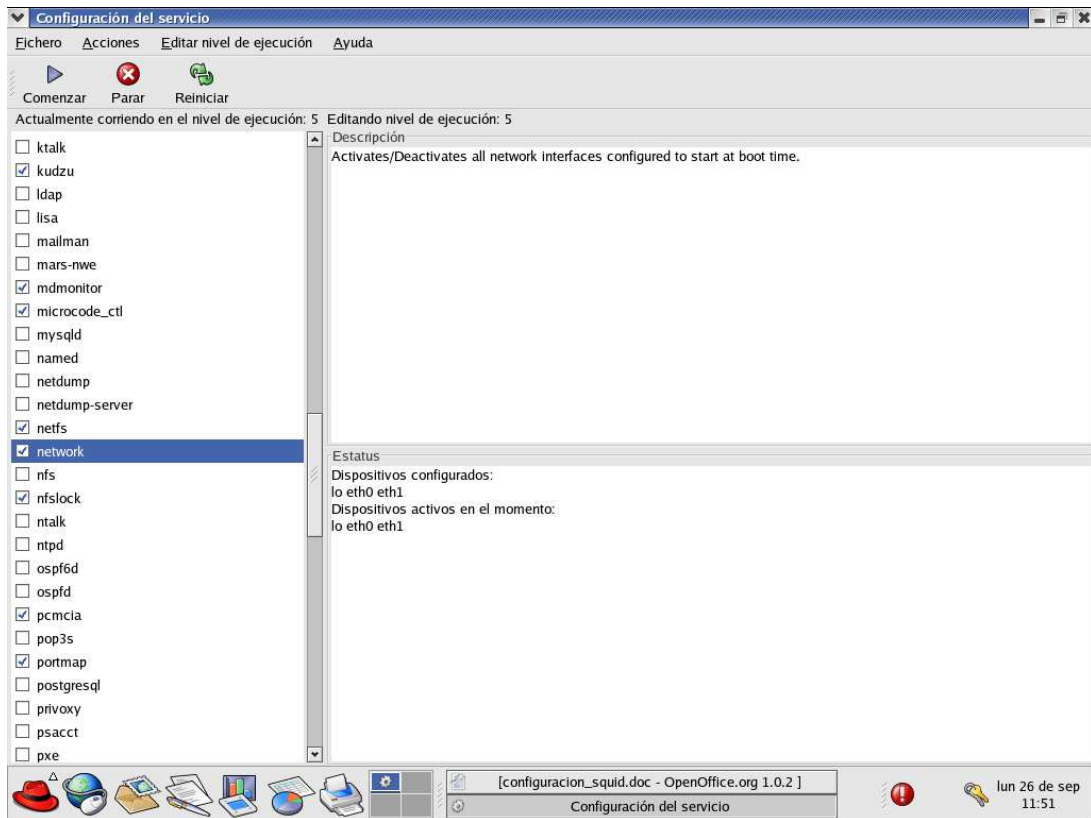 Configuración del servicio
Fichero Acciones Editar nivel de ejecución Ayuda
Comenzar Parar Reiniciar
Actualmente corriendo en el nivel de ejecución: 5 Editando nivel de ejecución: 5
ktalk
kudzu
ldap
lisa
mailman
mars-nwe
mdmonitor
microcode_ctl
mysqld
named
netdump
netdump-server
netfs
network
nfs
nfslock
ntalk
ntpd
ospf6d
ospfd
pcmcia
pop3s
portmap
postgresql
privoxy
psacct
pxe
Descripción
Activates/Deactivates all network interfaces configured to start at boot time.
Estatus
Dispositivos configurados:
lo eth0 eth1
Dispositivos activos en el momento:
lo eth0 eth1
[configuracion_squid.doc - OpenOffice.org 1.0.2 ]
Configuración del servicio
lun 26 de sep
11:51